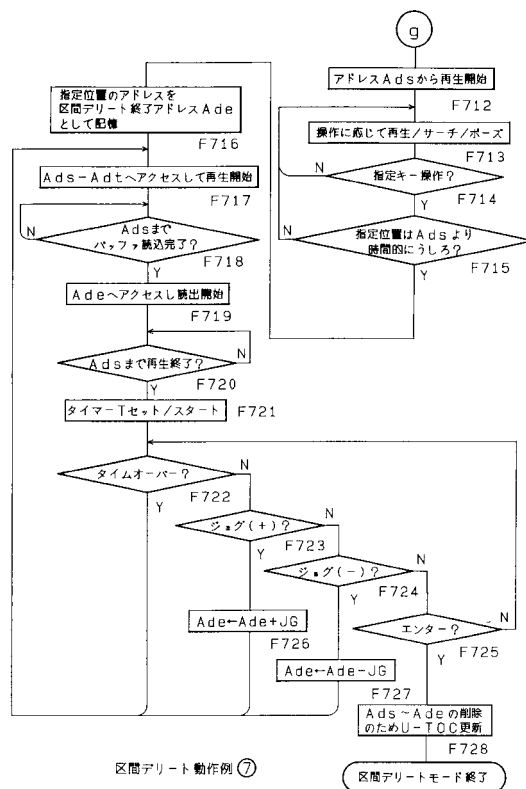 g
アドレスAdsから再生開始
F712
操作に応じて再生/サーチ/ポーズ
F713
指定キー操作?
N
Y
F714
指定位置はAdsより
時間的にうしろ?
N
Y
F715
指定位置のアドレスを
区間デリート終了アドレスAde
として記憶
F716
Ads-Adtへアクセスして再生開始
F717
Adsまで
バッファ読込完了?
N
Y
F718
Adeへアクセスし読出開始
F719
Adsまで再生終了?
N
Y
F720
タイマーTセット/スタート
F721
タイムオーバー?
N
Y
F722
ジョグ(+)?
N
Y
F723
ジョグ(-)?
N
Y
F724
エンター?
N
Y
F725
Ade←Ade+JG
F726
Ade←Ade-JG
F727
Ads~Adeの削除
のためU-TOC更新
F728
区間デリートモード終了
区間デリート動作例⑦